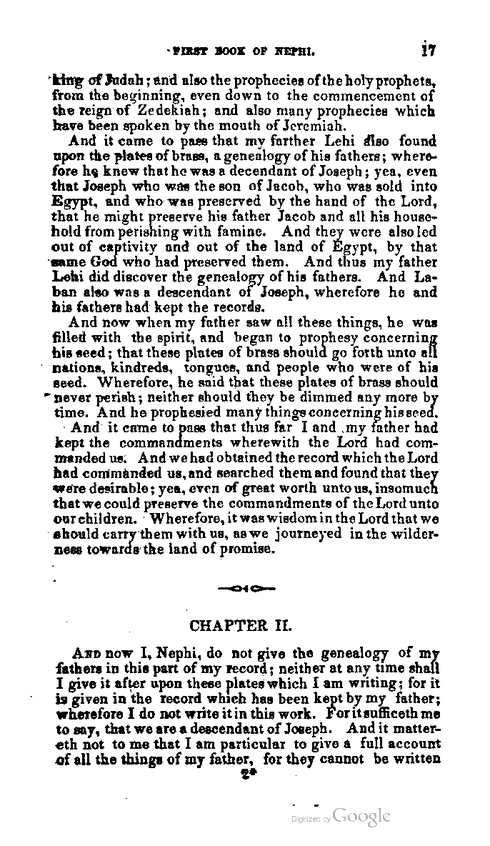 FIRST BOOK OF NEPHI. 17
king of Judah; and also the prophecies of the holy prophets,
from the beginning, even down to the commencement of
the reign of Zedekiah; and also many prophecies which
have been spoken by the mouth of Jeremiah.
And it came to pass that my farther Lehi also found
upon the plates of brass, a genealogy of his fathers; where-
fore he knew that he was a decendant of Joseph; yea, even
that Joseph who was the son of Jacob, who was sold into
Egypt, and who was preserved by the hand of the Lord,
that he might preserve his father Jacob and all his house-
hold from perishing with famine. And they were also led
out of captivity and out of the land of Egypt, by that
same God who had preserved them. And thus my father
Lehi did discover the genealogy of his fathers. And La-
ban also was a descendant of Joseph, wherefore he and
his fathers had kept the records.
And now when my father saw all these things, he was
filled with the spirit, and began to prophesy concerning
his seed; that these plates of brass should go forth unto all
nations, kindreds, tongues, and people who were of his
seed. Wherefore, he said that these plates of brass should
never perish; neither should they be dimmed any more by
time. And he prophesied many things concerning his seed.
And it came to pass that thus far I and my father had
kept the commandments wherewith the Lord had com-
manded us. And we had obtained the record which the Lord
had commanded us, and searched them and found that they
were desirable; yea, even of great worth unto us, insomuch
that we could preserve the commandments of the Lord unto
our children. Wherefore, it was wisdom in the Lord that we
should carry them with us, as we journeyed in the wilder-
ness towards the land of promise.
CHAPTER II.
AND now I, Nephi, do not give the genealogy of my
fathers in this part of my record; neither at any time shall
I give it after upon these plates which I am writing; for it
is given in the record which has been kept by my father;
wherefore I do not write it in this work. For it sufficeth me
to say, that we are a descendant of Joseph. And it matter-
eth not to me that I am particular to give a full account
of all the things of my father, for they cannot be written
2*
Digitized by Google